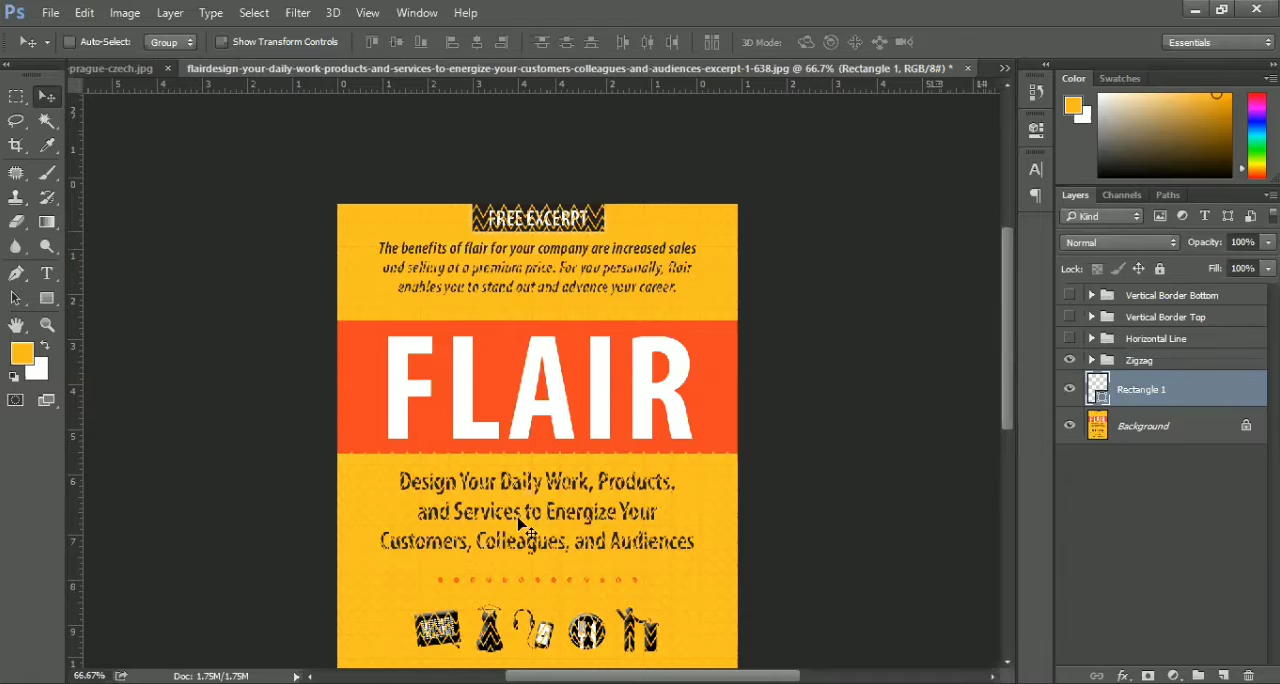 Ps File Edit Image Layer Type Select Filter 3D View Window Help
Auto-Select: Group Show Transform Controls 3D Mode: Essentials
-prague-czech.jpg × flairdesign-your-daily-work-products-and-services-to-energize-your-customers-colleagues-and-audiences-excerpt-1-638.jpg @ 66.7% (Rectangle 1, RGB/8#) * ×
FREE EXCERPT
The benefits of flair for your company are increased sales
and selling at a premium price. For you personally, flair
enables you to stand out and advance your career.
FLAIR
Design Your Daily Work, Products,
and Services to Energize Your
Customers, Colleagues, and Audiences
Color Swatches
Layers Channels Paths
Kind
Normal Opacity: 100%
Lock: Fill: 100%
Vertical Border Bottom
Vertical Border Top
Horizontal Line
Zigzag
Rectangle 1
Background
66.67% Doc: 1.75M/1.75M